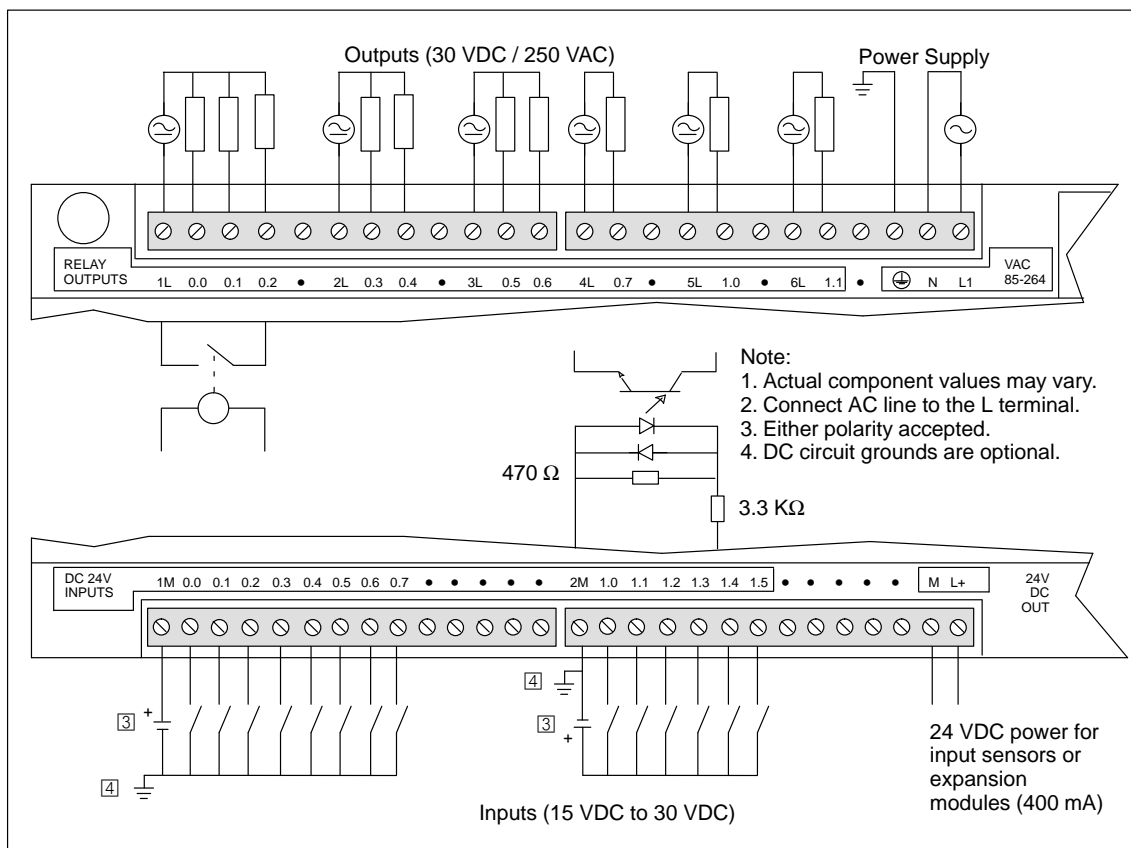 Outputs (30 VDC / 250 VAC)
Power Supply
RELAY
OUTPUTS
1L 0.0 0.1 0.2 • 2L 0.3 0.4 • 3L 0.5 0.6 4L 0.7 • 5L 1.0 • 6L 1.1 • N L1
VAC
85-264
Note:
1. Actual component values may vary.
2. Connect AC line to the L terminal.
3. Either polarity accepted.
4. DC circuit grounds are optional.
470 Ω
3.3 KΩ
DC 24V
INPUTS
1M 0.0 0.1 0.2 0.3 0.4 0.5 0.6 0.7 • • • • • 2M 1.0 1.1 1.2 1.3 1.4 1.5 • • • • • M L+
24V
DC
OUT
4
3 +
3
+
4
24 VDC power for
input sensors or
expansion
modules (400 mA)
Inputs (15 VDC to 30 VDC)